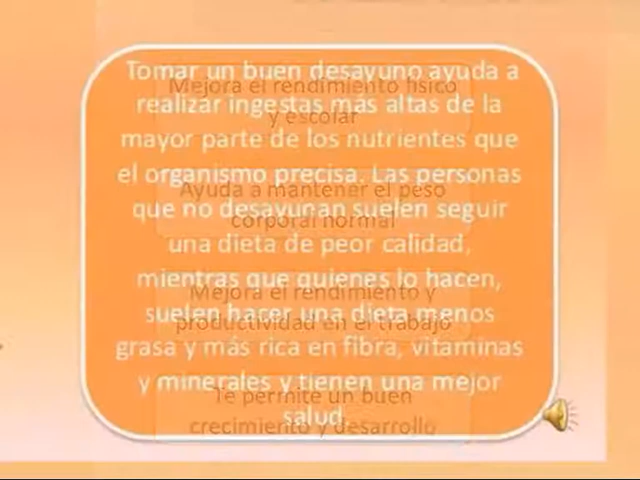 Tomar un buen desayuno ayuda a
realizar ingestas más altas de la
mayor parte de los nutrientes que
el organismo precisa. Las personas
que no desayunan suelen seguir
una dieta de peor calidad,
mientras que quienes lo hacen,
suelen hacer una dieta menos
grasa y más rica en fibra, vitaminas
y minerales y tienen una mejor
salud.
Mejora el rendimiento físico
y escolar
Ayuda a mantener el peso
corporal normal
Mejora el rendimiento y
productividad en el trabajo
Te permite un buen
crecimiento y desarrollo